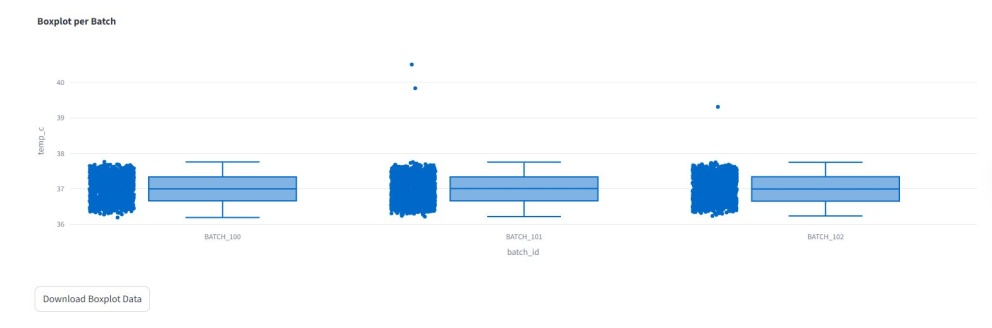 Boxplot per Batch
40
39
38
37
36
temp_c
BATCH_100
BATCH_101
BATCH_102
batch_id
Download Boxplot Data